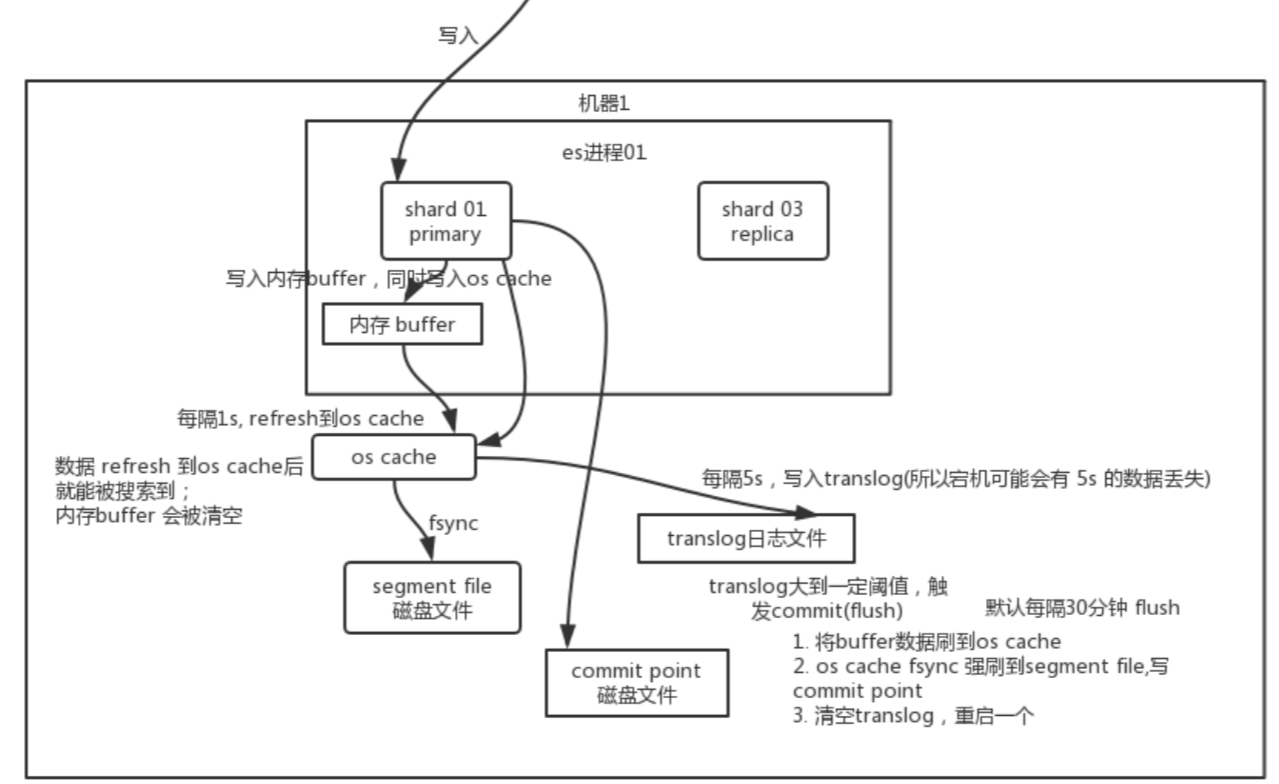 写入
机器1
es进程01
shard 01
primary
shard 03
replica
写入内存buffer，同时写入os cache
内存 buffer
每隔1s, refresh到os cache
os cache
数据 refresh 到os cache后
就能被搜索到；
内存buffer 会被清空
每隔5s，写入translog(所以宕机可能会有 5s 的数据丢失)
fsync
translog日志文件
segment file
磁盘文件
translog大到一定阈值，触
发commit(flush)
默认每隔30分钟 flush
1. 将buffer数据刷到os cache
2. os cache fsync 强刷到segment file,写
commit point
3. 清空translog，重启一个
commit point
磁盘文件